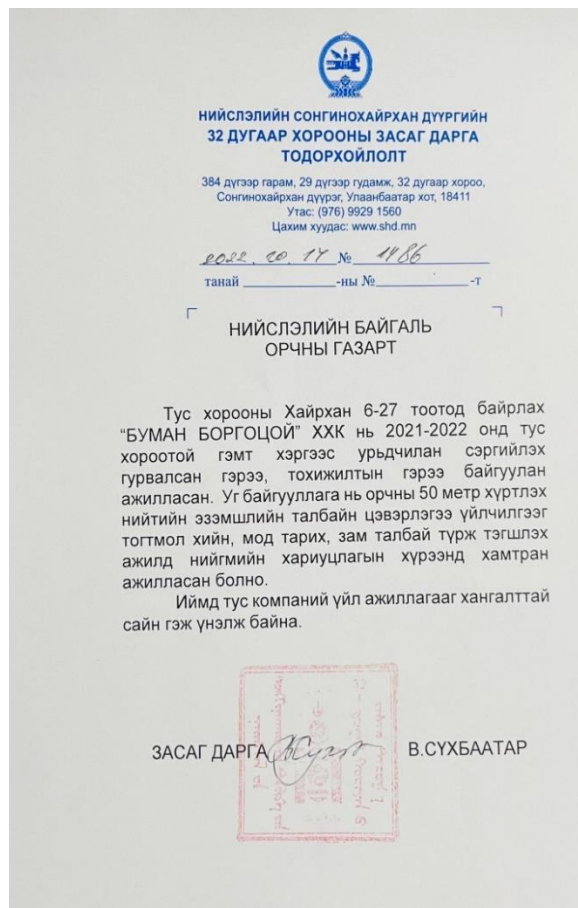 НИЙСЛЭЛИЙН СОНГИНОХАЙРХАН ДҮҮРГИЙН
32 ДУГААР ХОРООНЫ ЗАСАГ ДАРГА
ТОДОРХОЙЛОЛТ
384 дүгээр гарам, 29 дүгээр гудамж, 32 дугаар хороо,
Сонгинохайрхан дүүрэг, Улаанбаатар хот, 18411
Утас: (976) 9929 1560
Цахим хуудас: www.shd.mn
2022. 10. 17 № 1486
танай ______-ны №______-т
НИЙСЛЭЛИЙН БАЙГАЛЬ
ОРЧНЫ ГАЗАРТ
Тус хорооны Хайрхан 6-27 тоотод байрлах
“БУМАН БОРГОЦОЙ” ХХК нь 2021-2022 онд тус
хороотой гэмт хэргээс урьдчилан сэргийлэх
гурвалсан гэрээ, тохижилтын гэрээ байгуулан
ажилласан. Уг байгууллага нь орчны 50 метр хүртлэх
нийтийн эзэмшлийн талбайн цэвэрлэгээ үйлчилгээг
тогтмол хийн, мод тарих, зам талбай түрж тэгшлэх
ажилд нийгмийн хариуцлагын хүрээнд хамтран
ажилласан болно.
Иймд тус компаний үйл ажиллагааг хангалттай
сайн гэж үнэлж байна.
ЗАСАГ ДАРГА В.СҮХБААТАР